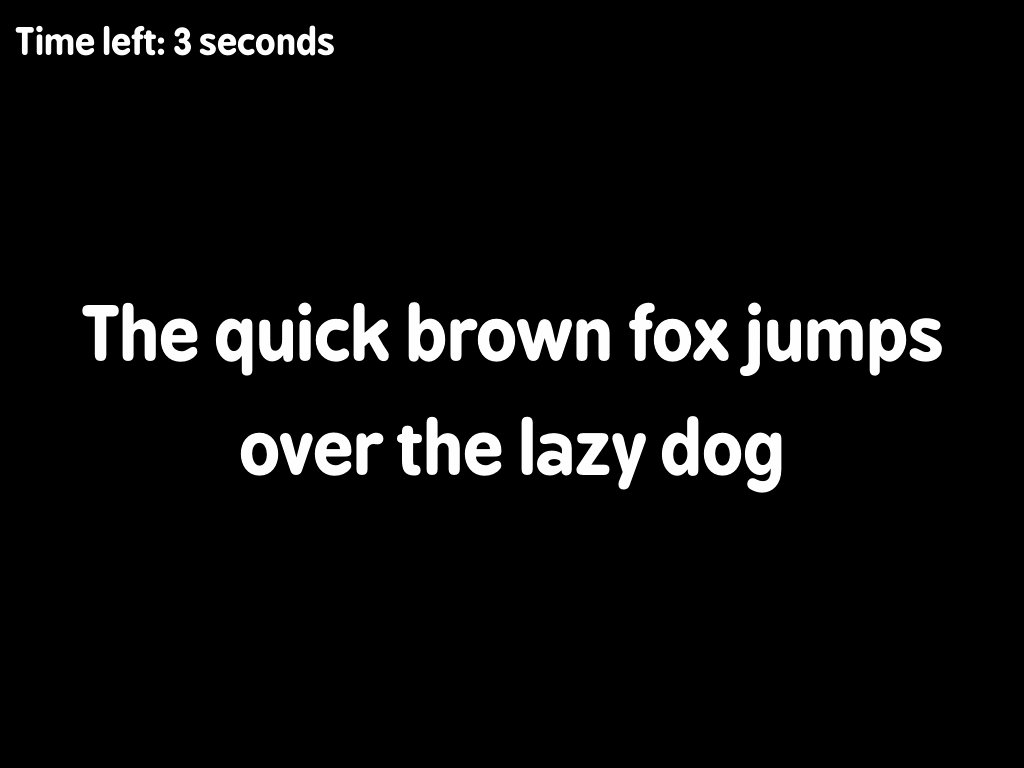 Time left: 3 seconds
The quick brown fox jumps
over the lazy dog